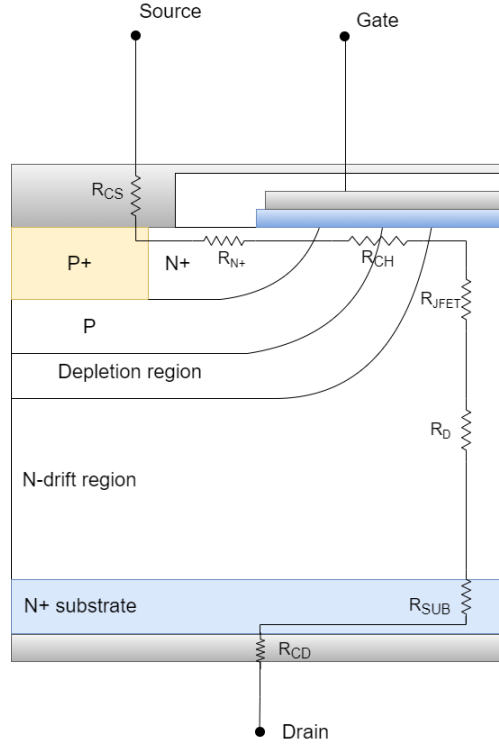 Source
Gate
RCS
P+
N+
RN+
RCH
RJFET
P
Depletion region
RD
N-drift region
N+ substrate
RSUB
RCD
Drain